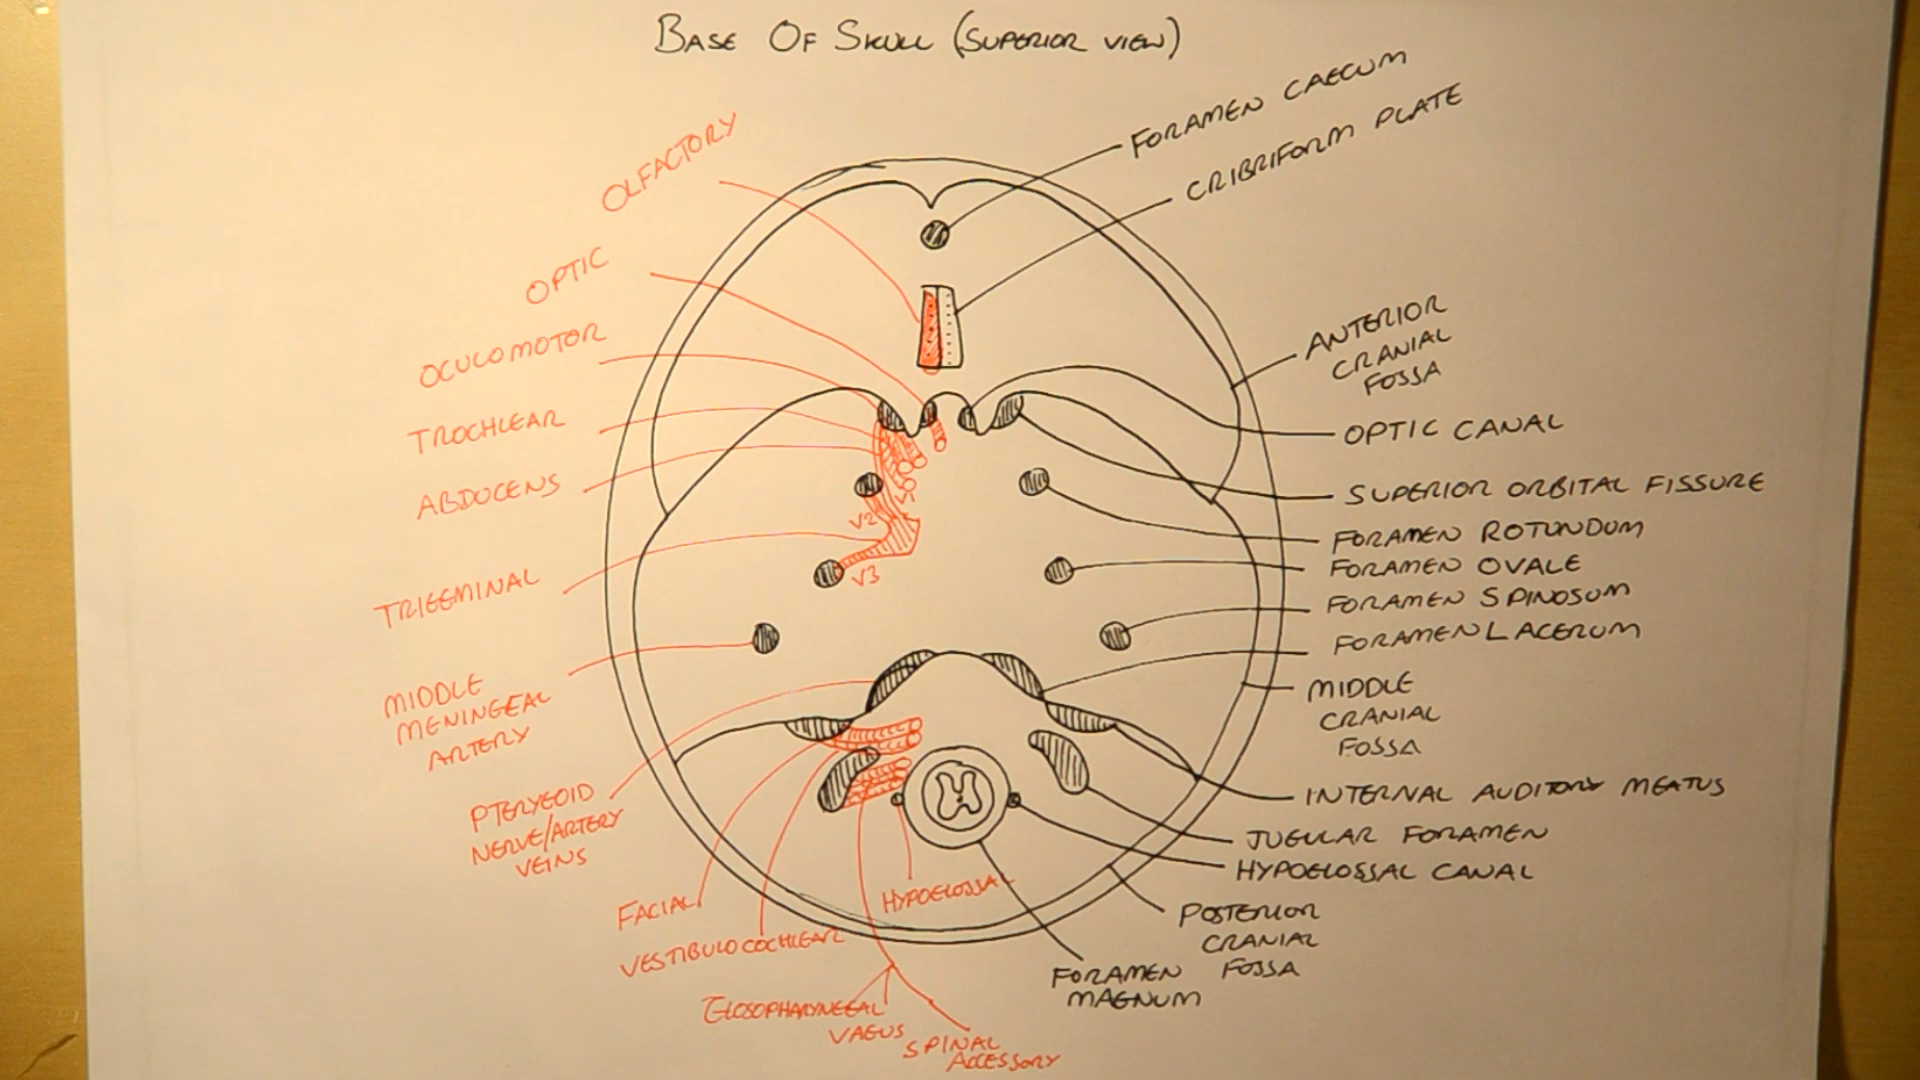 BASE OF SKULL (SUPERIOR VIEW)
OLFACTORY
OPTIC
OCULOMOTOR
TROCHLEAR
ABDUCENS
TRIGEMINAL
MIDDLE
MENINGEAL
ARTERY
PTERYGOID
NERVE/ARTERY
VEINS
FACIAL
VESTIBULOCOCHLEAR
GLOSOPHARYNGEAL
VAGUS
SPINAL
ACCESSORY
HYPOGLOSSAL
V1
V2
V3
FORAMEN CAECUM
CRIBRIFORM PLATE
ANTERIOR
CRANIAL
FOSSA
OPTIC CANAL
SUPERIOR ORBITAL FISSURE
FORAMEN ROTUNDUM
FORAMEN OVALE
FORAMEN SPINOSUM
FORAMEN LACERUM
MIDDLE
CRANIAL
FOSSA
INTERNAL AUDITORY MEATUS
JUGULAR FORAMEN
HYPOGLOSSAL CANAL
POSTERIOR
CRANIAL
FOSSA
FORAMEN
MAGNUM